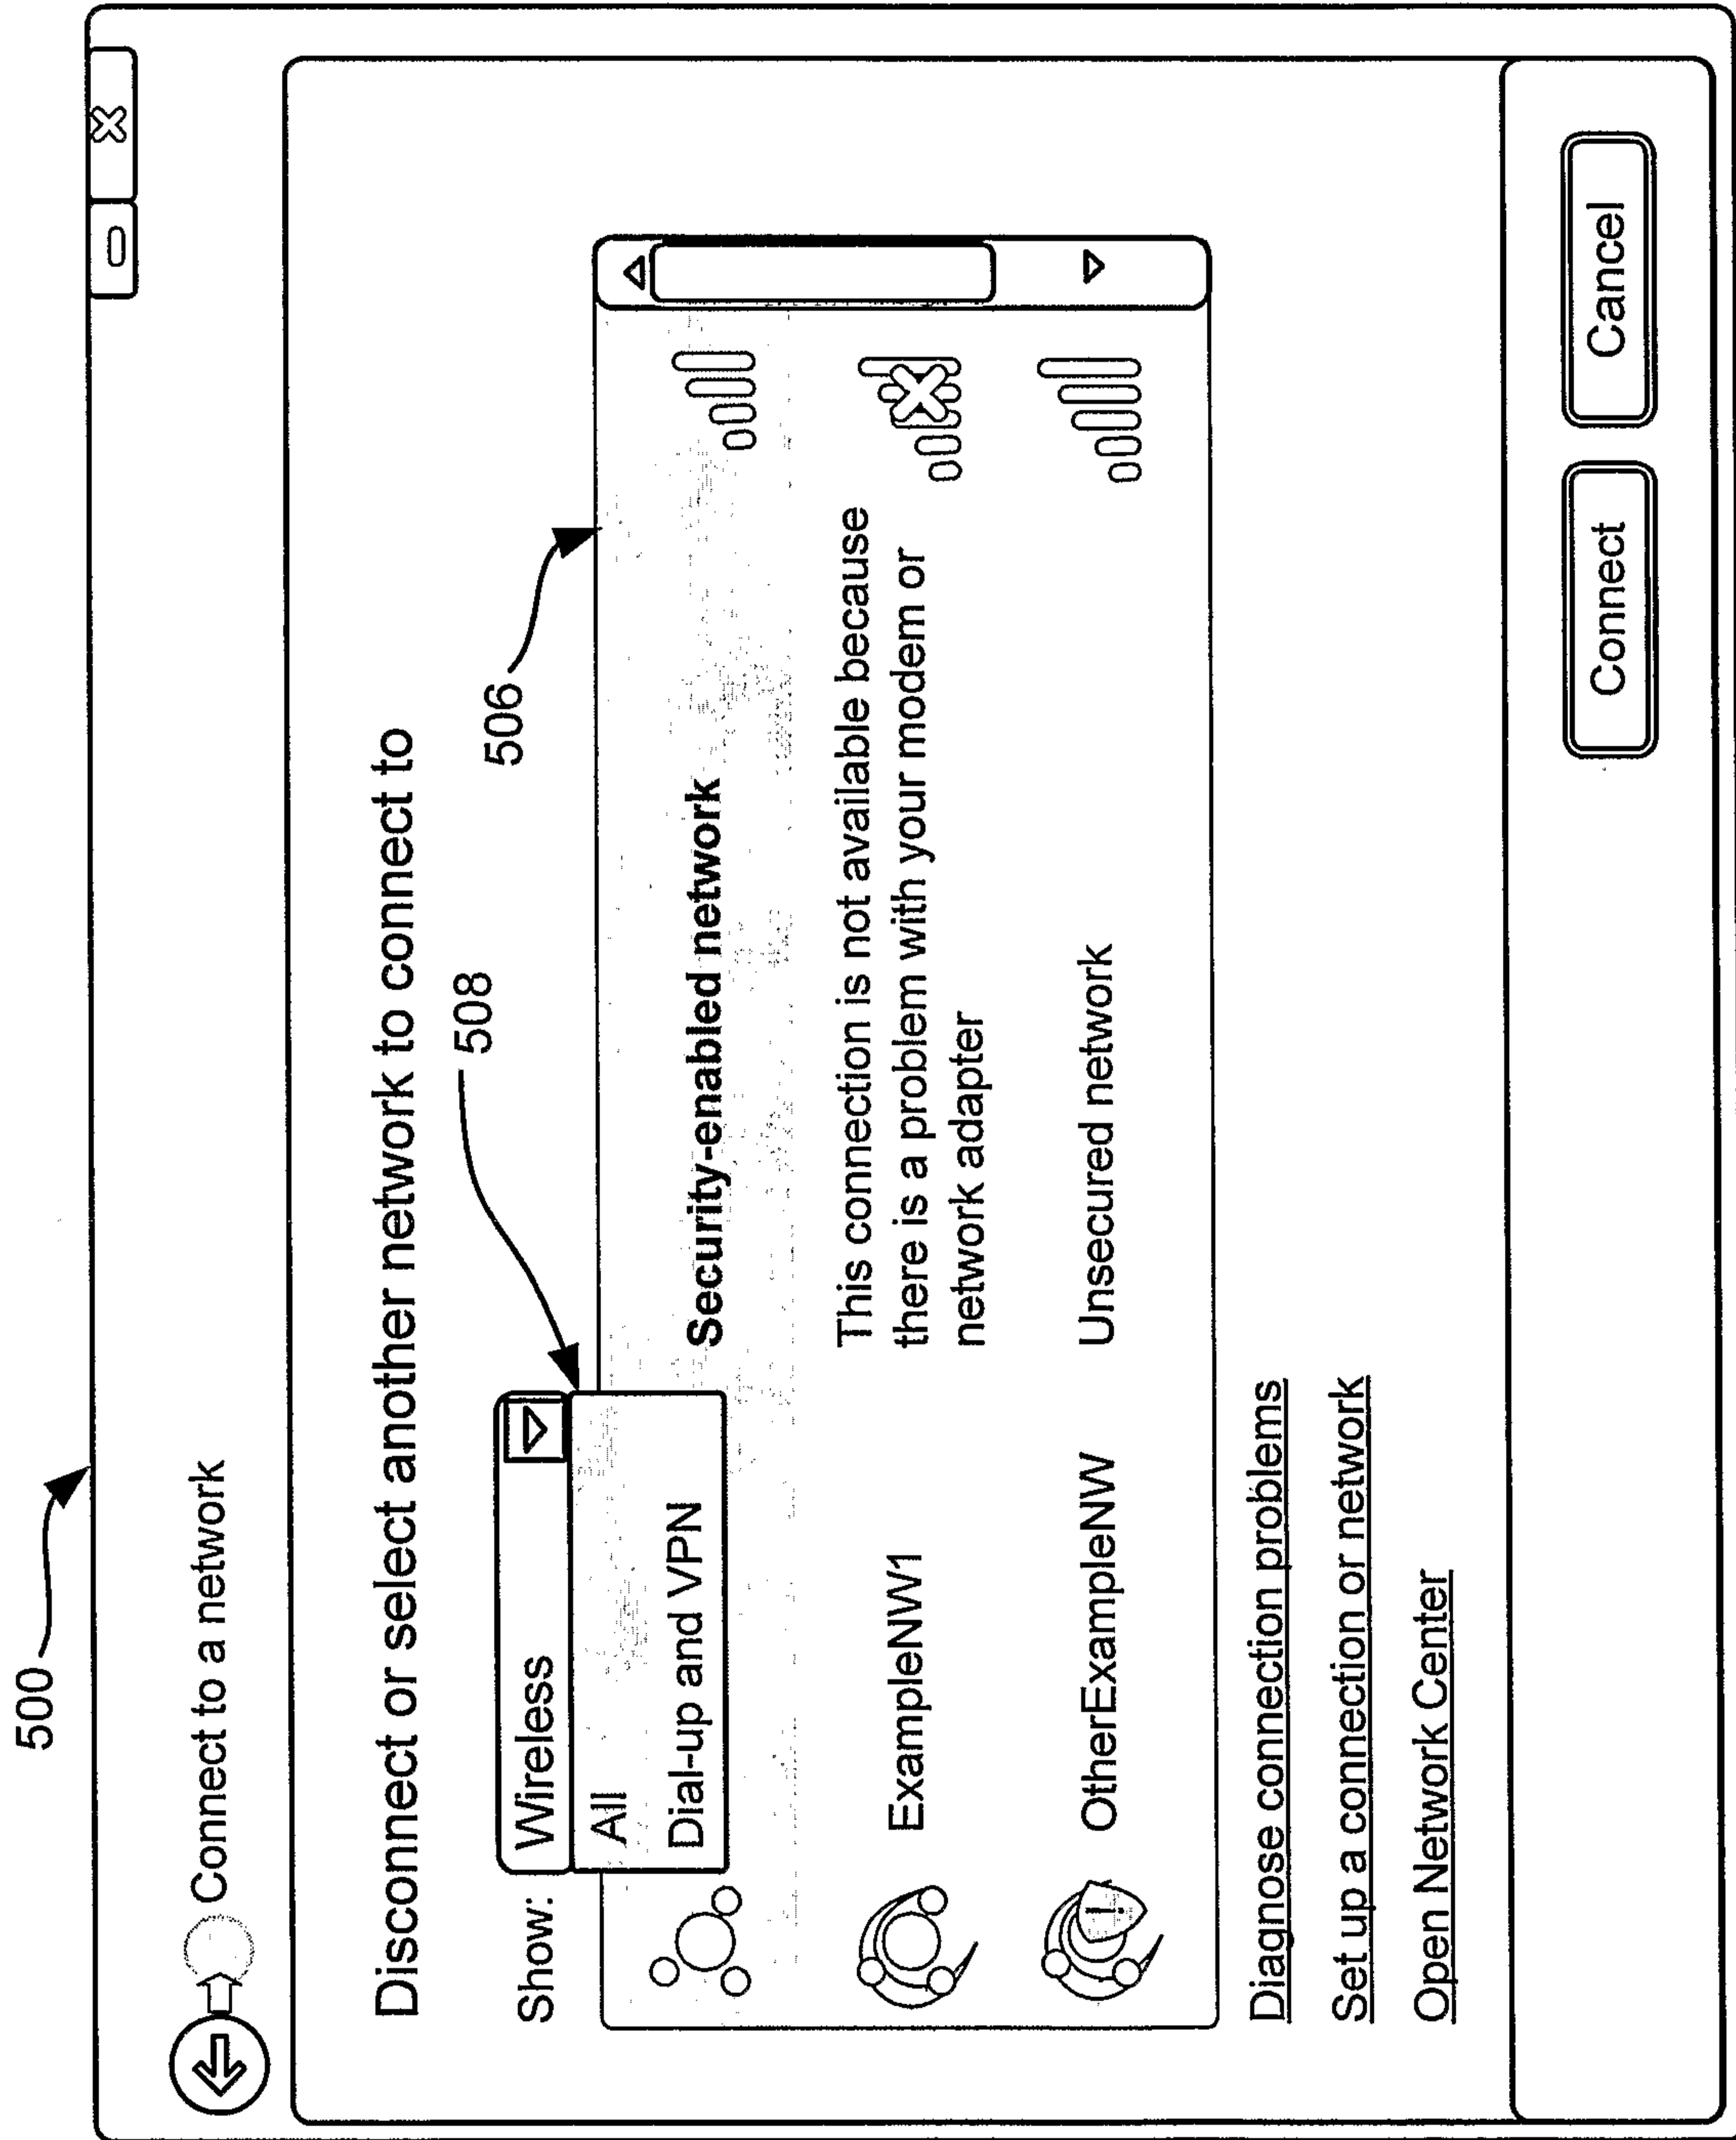 500
Connect to a network
Disconnect or select another network to connect to
508
506
Show:
Wireless
All
Dial-up and VPN
Security-enabled network
ExampleNW1
This connection is not available because
there is a problem with your modem or
network adapter
OtherExampleNW
Unsecured network
Diagnose connection problems
Set up a connection or network
Open Network Center
Connect
Cancel